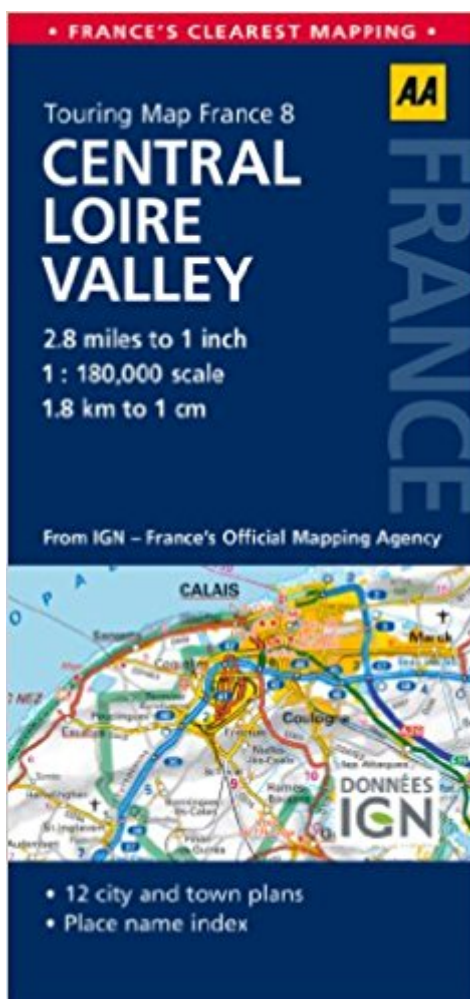 • FRANCE'S CLEAREST MAPPING •
AA
Touring Map France 8
CENTRAL
LOIRE
VALLEY
FRANCE
2.8 miles to 1 inch
1 : 180,000 scale
1.8 km to 1 cm
From IGN – France's Official Mapping Agency
CALAIS
Marck
Coulogne
DONNÉES
IGN
• 12 city and town plans
• Place name index